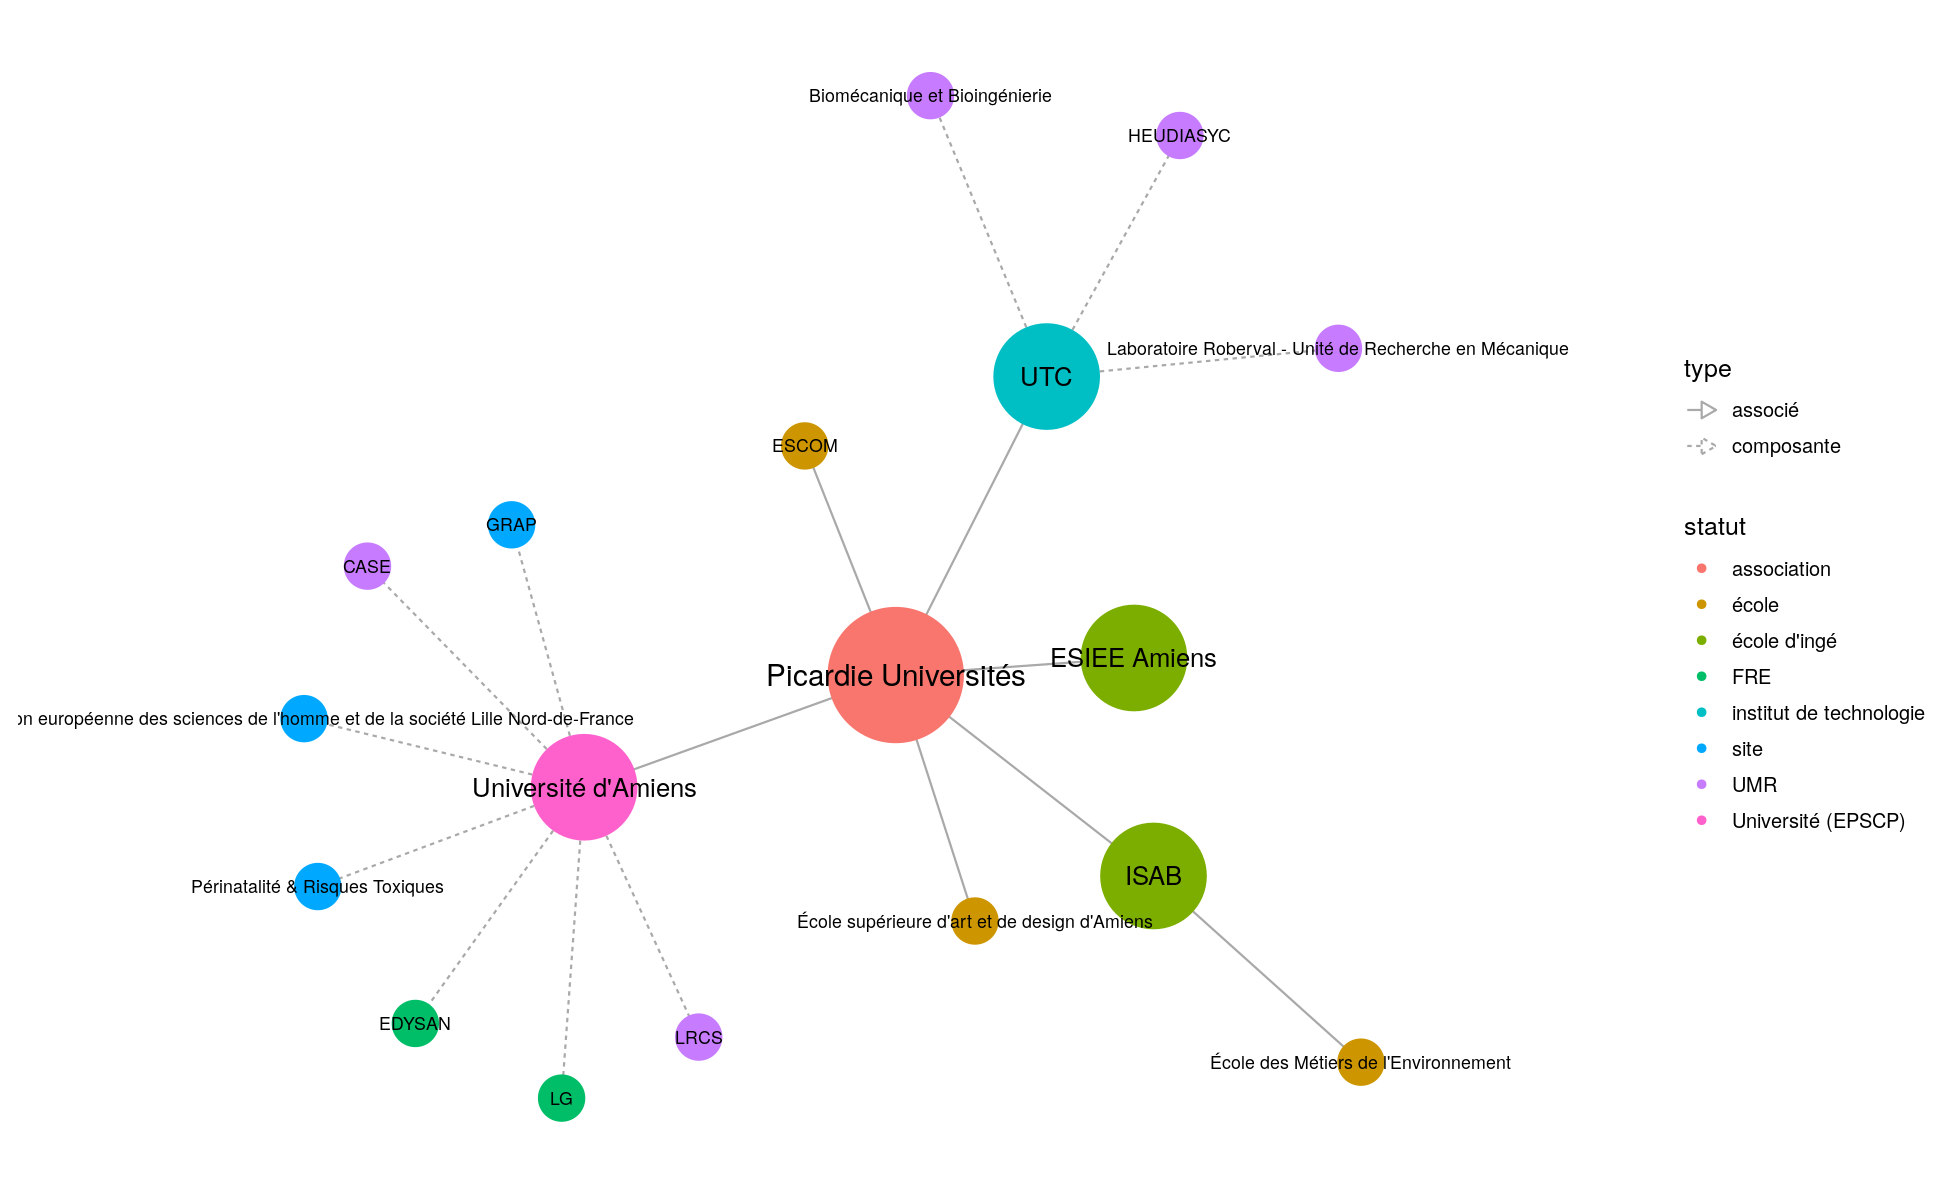 Biomécanique et Bioingénierie
HEUDIASYC
Laboratoire Roberval - Unité de Recherche en Mécanique
UTC
ESCOM
GRAP
CASE
Picardie Universités
ESIEE Amiens
européenne des sciences de l'homme et de la société Lille Nord-de-France
Université d'Amiens
Périnatalité & Risques Toxiques
ISAB
École supérieure d'art et de design d'Amiens
EDYSAN
LRCS
École des Métiers de l'Environnement
LG
type
associé
composante
statut
association
école
école d'ingé
FRE
institut de technologie
site
UMR
Université (EPSCP)